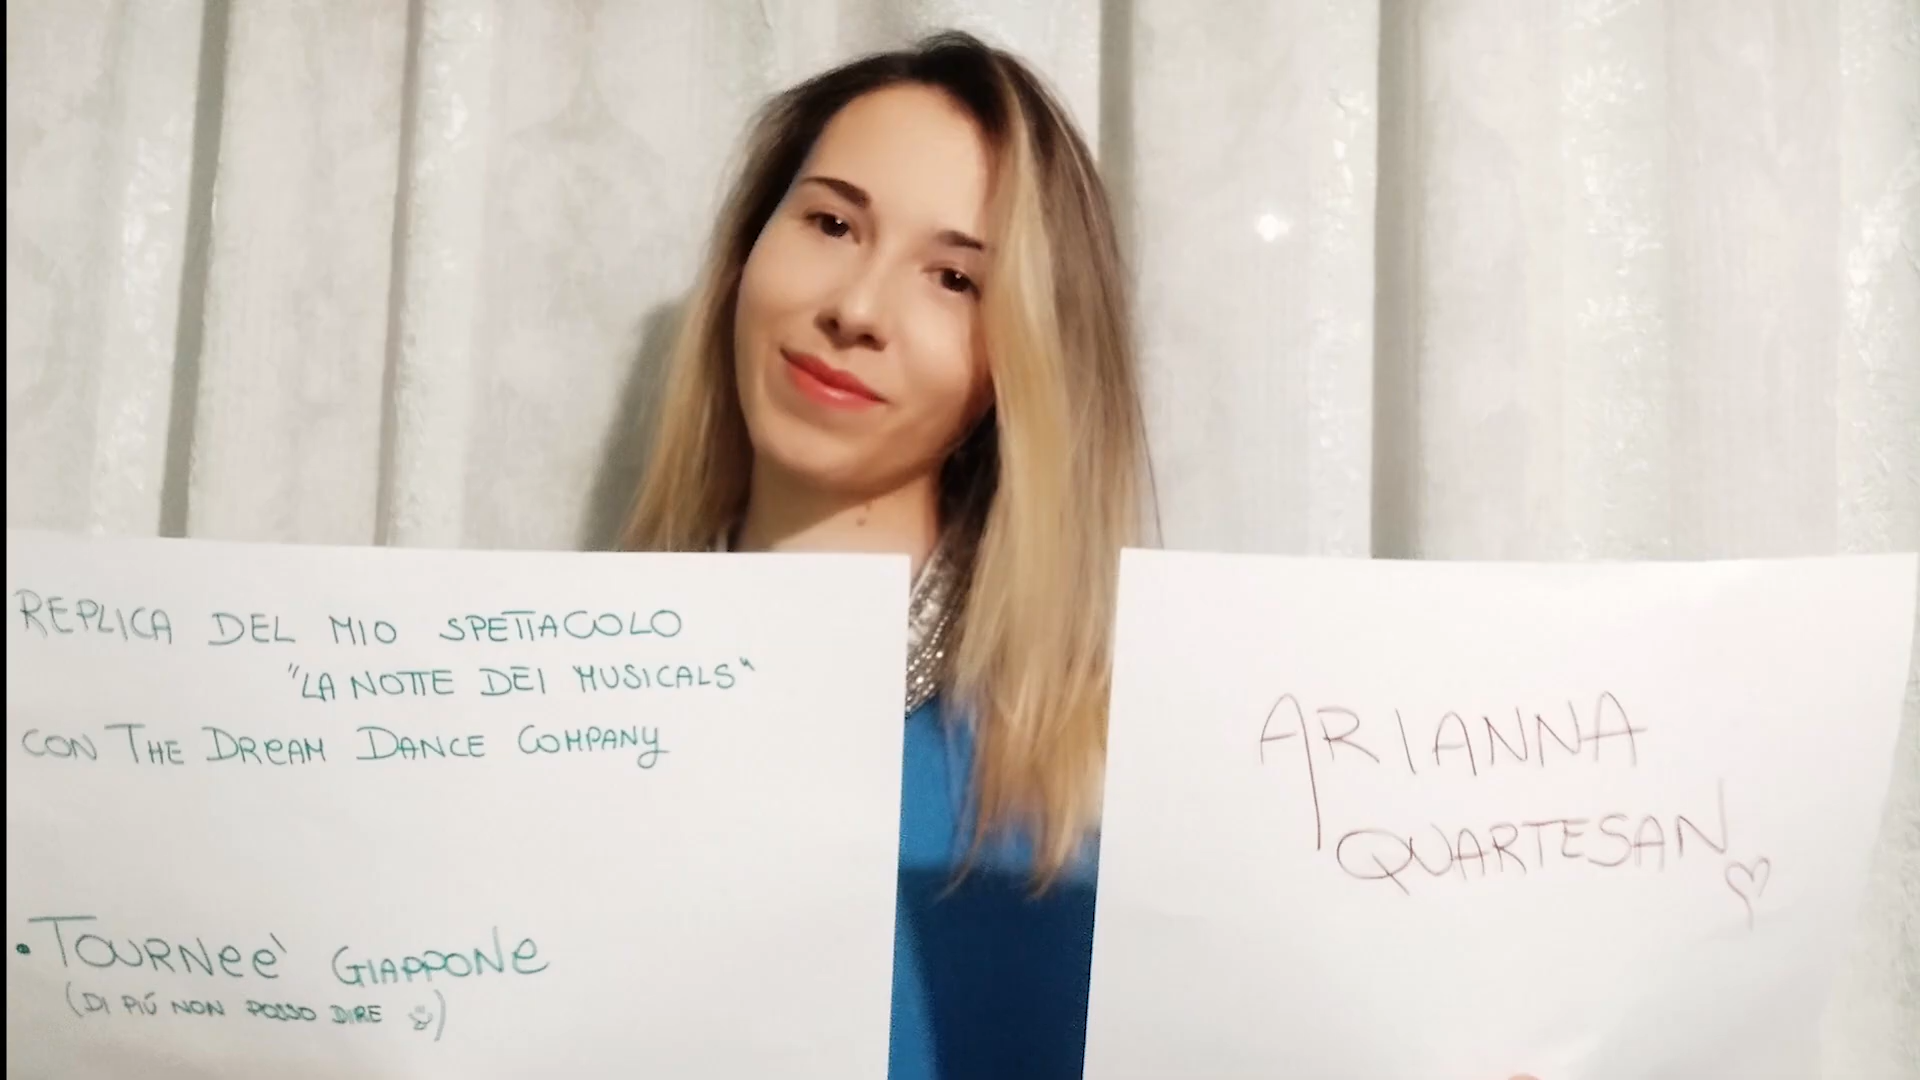 REPLICA DEL MIO SPETTACOLO
"LA NOTTE DEI MUSICALS"
CON THE DREAM DANCE COMPANY
• TOURNEE' GIAPPONE
(DI PIÚ NON POSSO DIRE ☺)
ARIANNA
QUARTESAN ♡